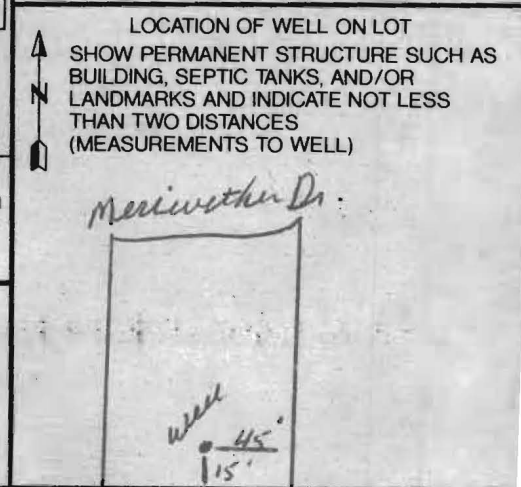 LOCATION OF WELL ON LOT
SHOW PERMANENT STRUCTURE SUCH AS
BUILDING, SEPTIC TANKS, AND/OR
N LANDMARKS AND INDICATE NOT LESS
THAN TWO DISTANCES
(MEASUREMENTS TO WELL)
Meriwether Dr.
well
45'
15'